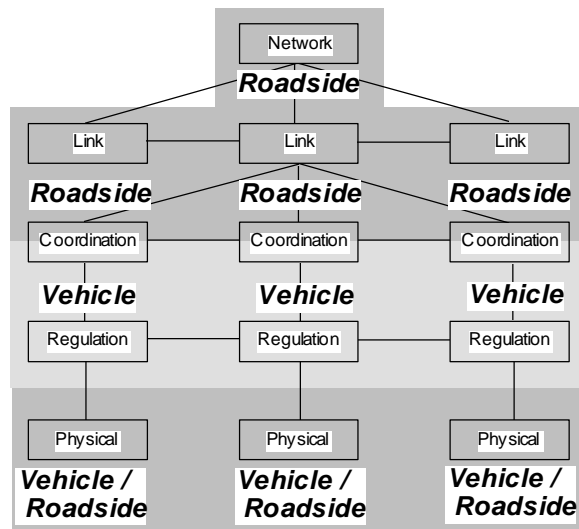 Network
Roadside
Link Link Link
Roadside Roadside Roadside
Coordination Coordination Coordination
Vehicle Vehicle Vehicle
Regulation Regulation Regulation
Physical Physical Physical
Vehicle / Vehicle / Vehicle /
Roadside Roadside Roadside